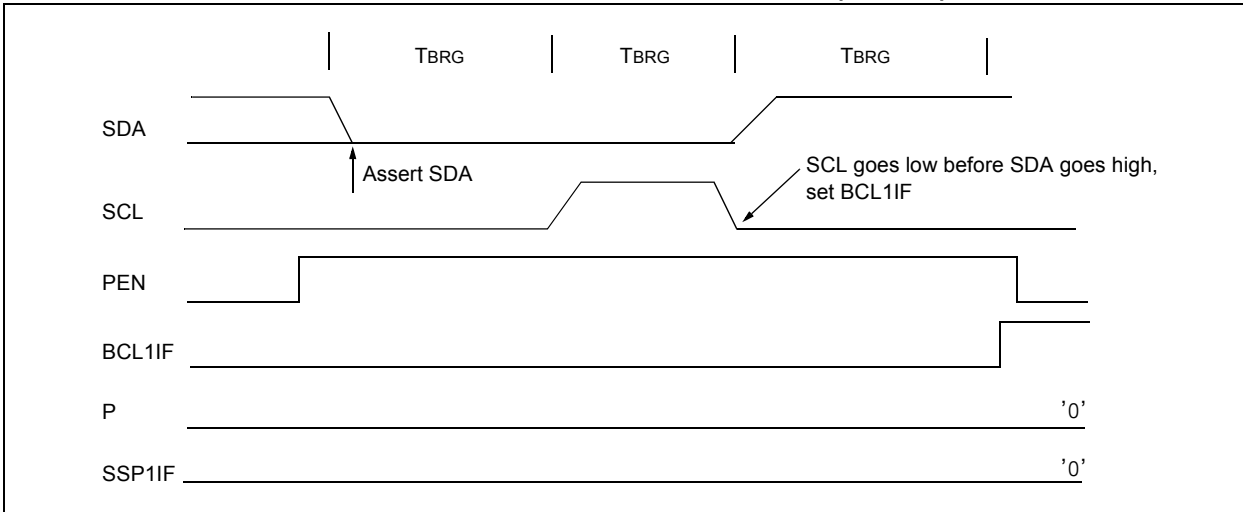 TBRG TBRG TBRG
SDA
Assert SDA
SCL goes low before SDA goes high,
set BCL1IF
SCL
PEN
BCL1IF
P '0'
SSP1IF '0'